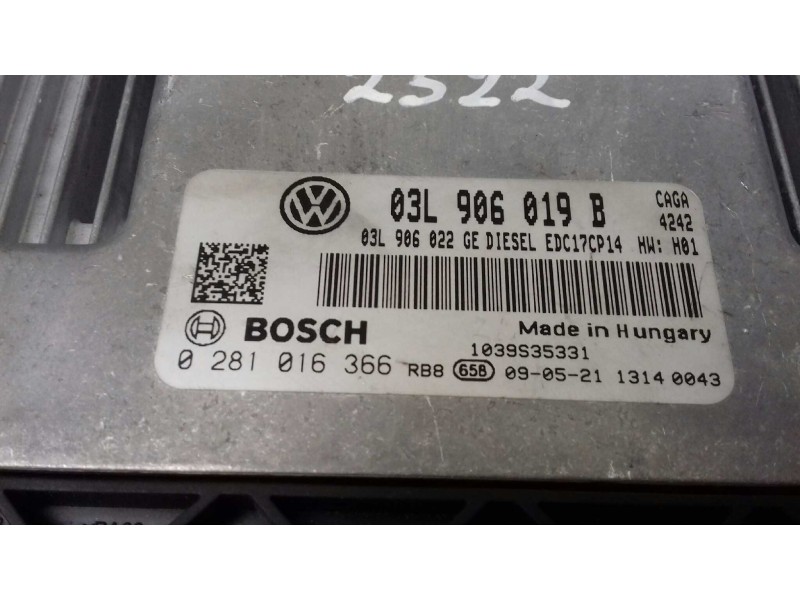 2522
03L 906 019 B CAGA
4242
03L 906 022 GE DIESEL EDC17CP14 HW: H01
BOSCH Made in Hungary
1039S35331
0 281 016 366 RB8 658 09-05-21 1314 0043